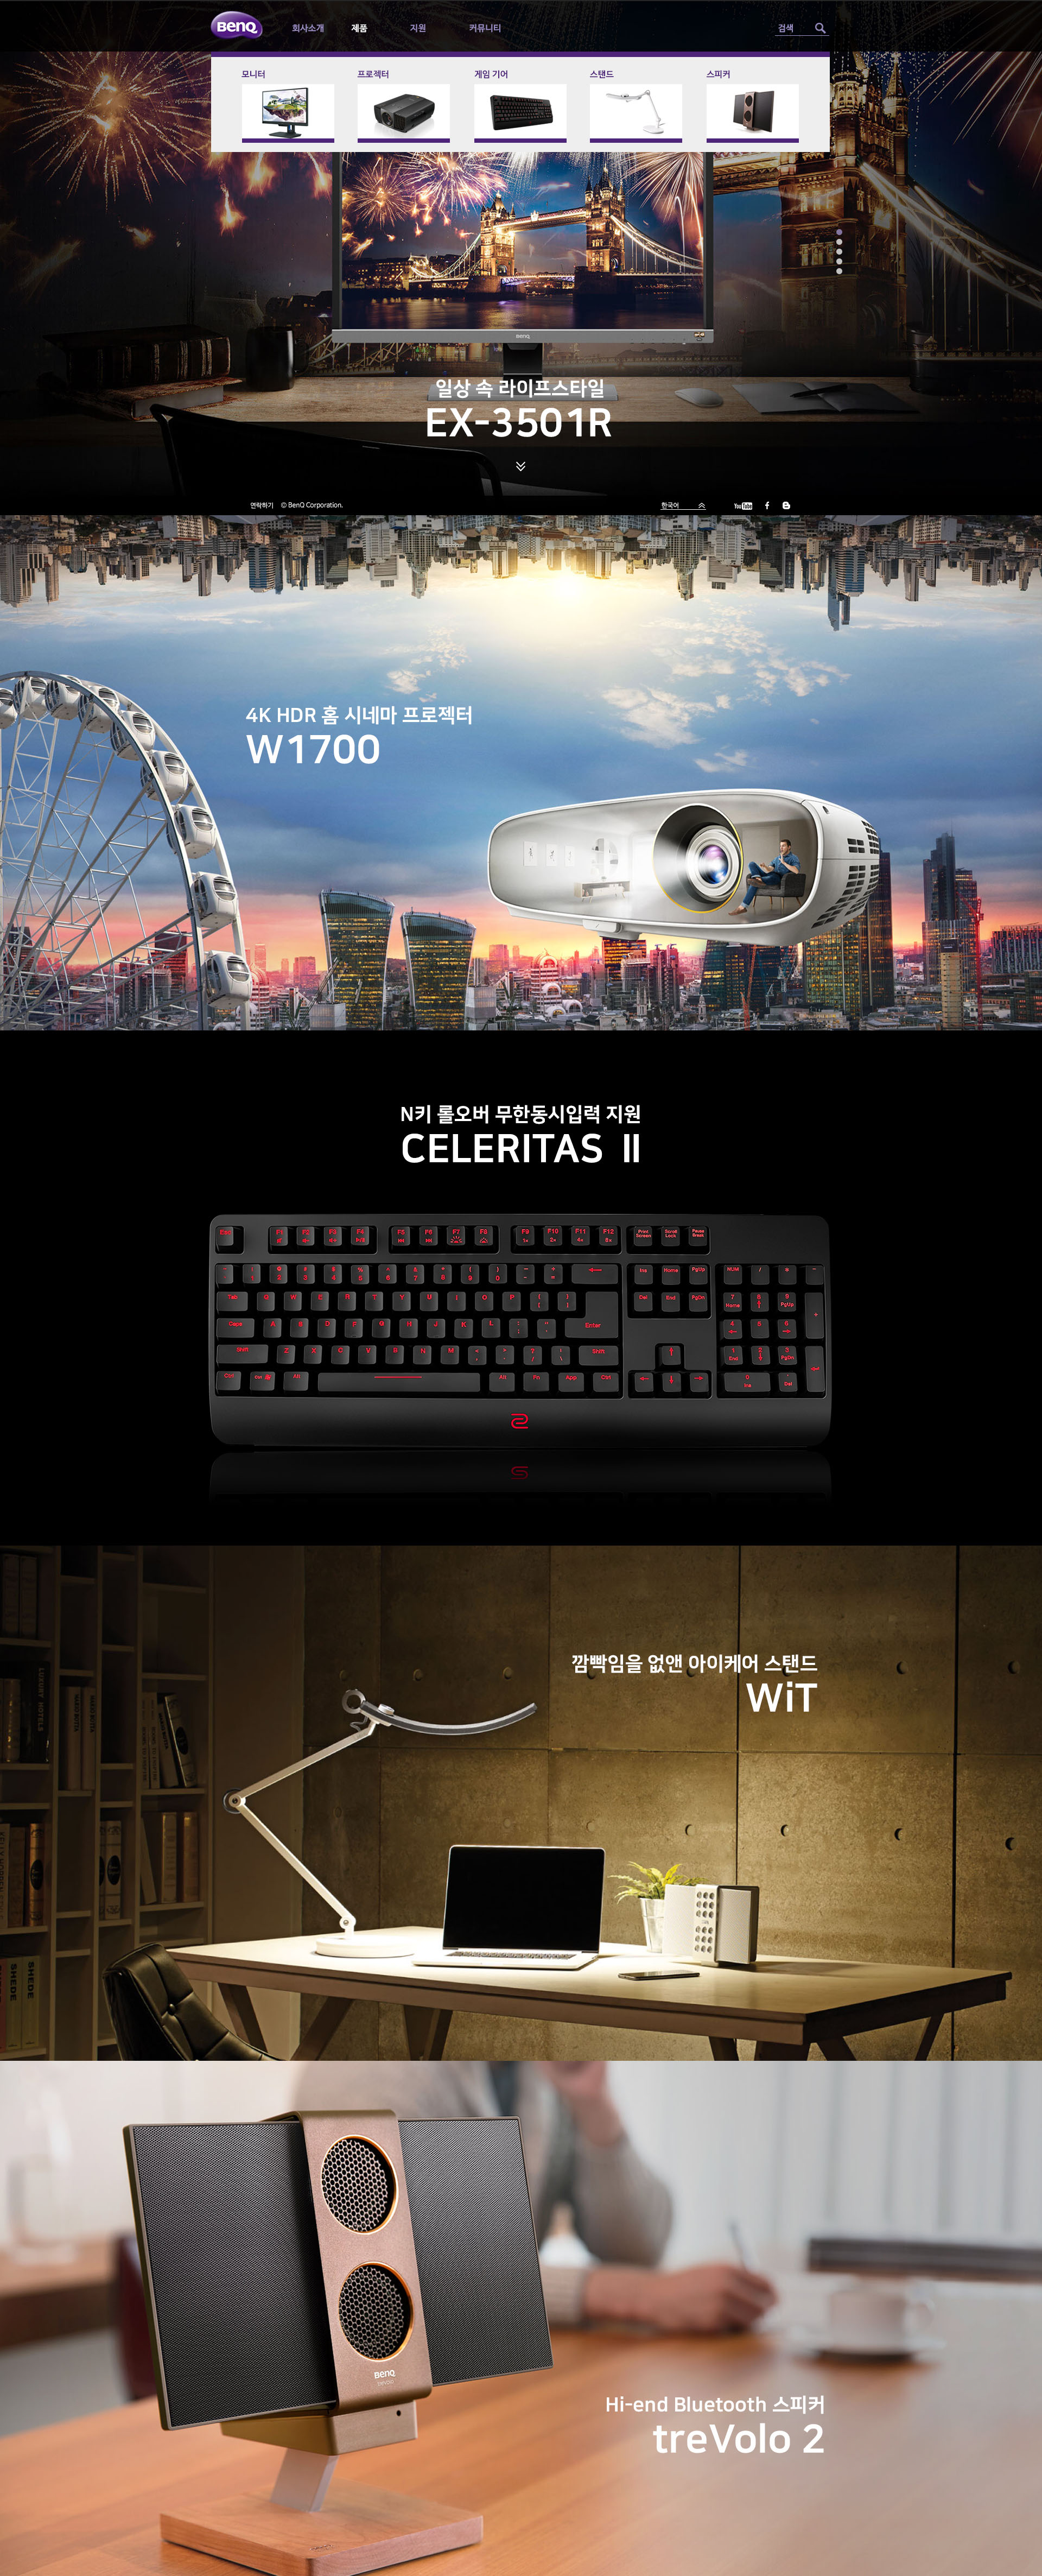 BenQ
회사소개 제품 지원 커뮤니티 검색
모니터 프로젝터 게임 기어 스탠드 스피커
BenQ
일상 속 라이프스타일
EX-3501R
연락하기 © BenQ Corporation. 한국어 YouTube
4K HDR 홈 시네마 프로젝터
W1700
N키 롤오버 무한동시입력 지원
CELERITAS II
깜빡임을 없앤 아이케어 스탠드
WiT
BenQ
Hi-end Bluetooth 스피커
treVolo 2